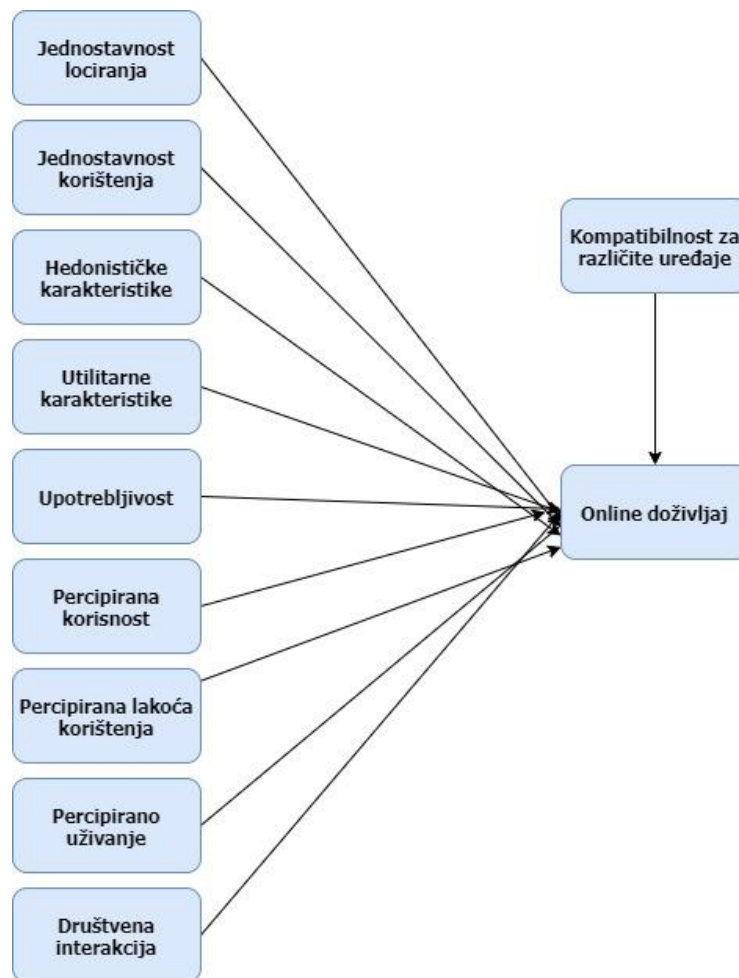 Jednostavnost
lociranja
Jednostavnost
korištenja
Hedonističke
karakteristike
Utilitarne
karakteristike
Upotrebljivost
Percipirana
korisnost
Percipirana lakoća
korištenja
Percipirano
uživanje
Društvena
interakcija
Kompatibilnost za
različite uređaje
Online doživljaj